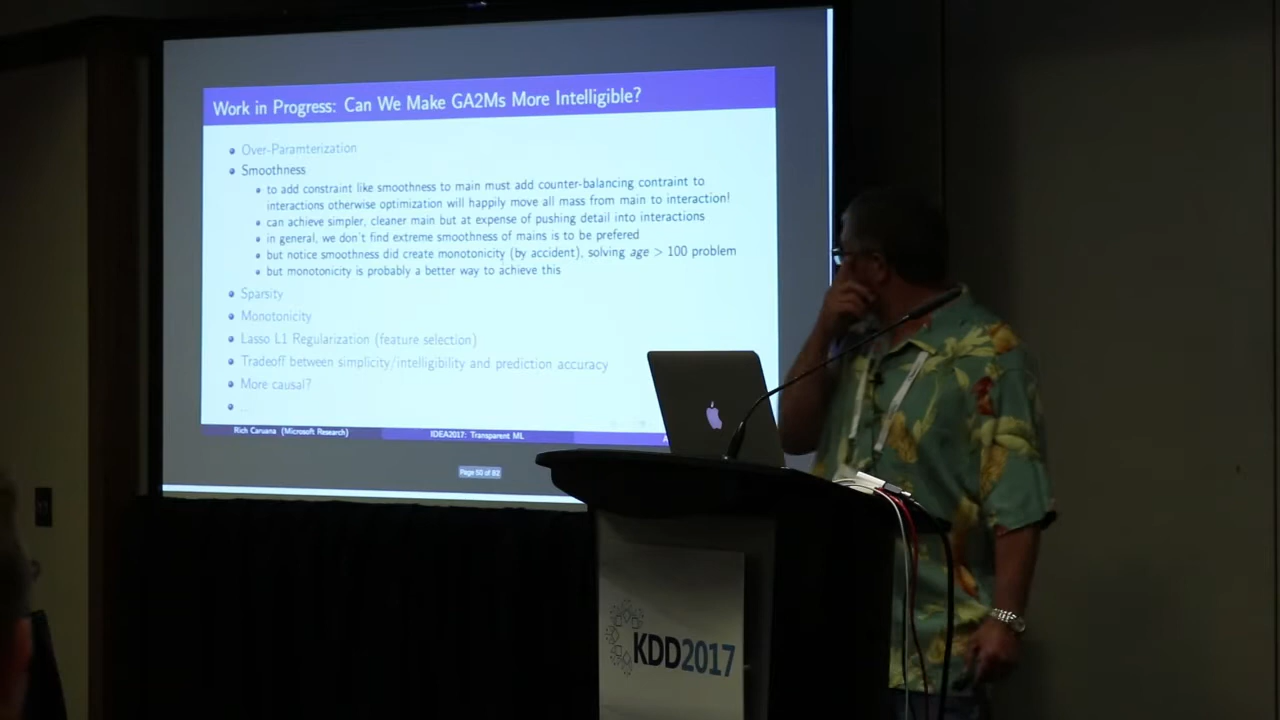 Work in Progress: Can We Make GA2Ms More Intelligible?
Over-Paramterization
Smoothness
to add constraint like smoothness to main must add counter-balancing contraint to
interactions otherwise optimization will happily move all mass from main to interaction!
can achieve simpler, cleaner main but at expense of pushing detail into interactions
in general, we don't find extreme smoothness of mains is to be prefered
but notice smoothness did create monotonicity (by accident), solving age > 100 problem
but monotonicity is probably a better way to achieve this
Sparsity
Monotonicity
Lasso L1 Regularization (feature selection)
Tradeoff between simplicity/intelligibility and prediction accuracy
More causal?
...
Rich Caruana (Microsoft Research)
IDEA2017: Transparent ML
Page 50 of 82
KDD2017